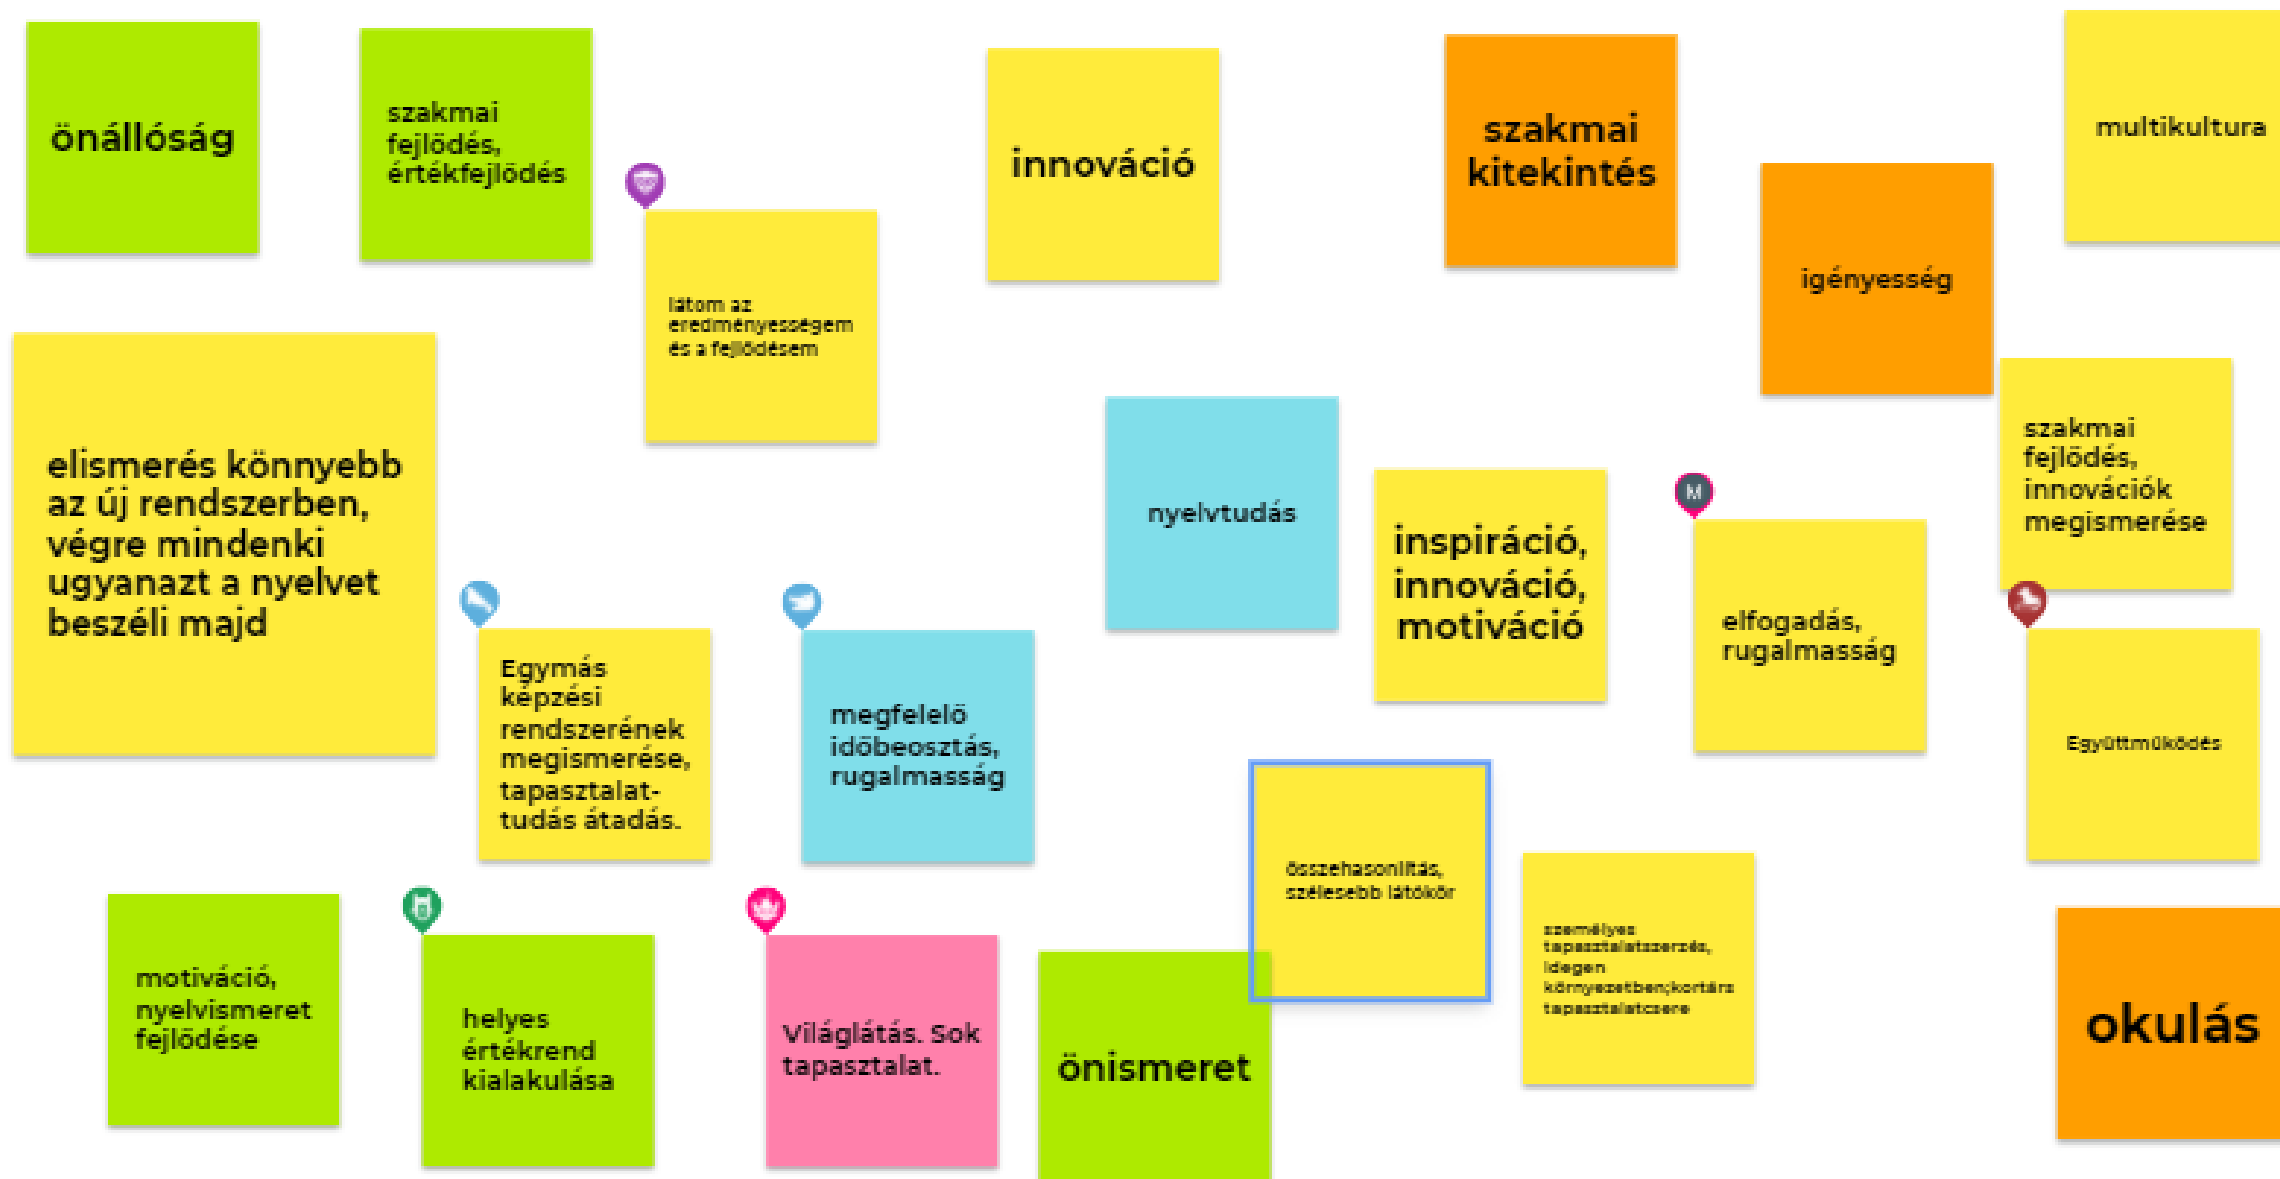 önállóság
szakmai
fejlődés,
értékfejlődés
látom az
eredményességem
és a fejlődésem
innováció
szakmai
kitekintés
igényesség
multikultura
elismerés könnyebb
az új rendszerben,
végre mindenki
ugyanazt a nyelvet
beszéli majd
Egymás
képzési
rendszerének
megismerése,
tapasztalat-
tudás átadás.
megfelelő
időbeosztás,
rugalmasság
nyelvtudás
inspiráció,
innováció,
motiváció
M
elfogadás,
rugalmasság
szakmai
fejlődés,
innovációk
megismerése
Együttműködés
motiváció,
nyelvismeret
fejlődése
helyes
értékrend
kialakulása
Világlátás. Sok
tapasztalat.
önismeret
összehasonlítás,
szélesebb látókör
személyes
tapasztalatszerzés,
idegen
környezetben;kortárs
tapasztalatcsere
okulás